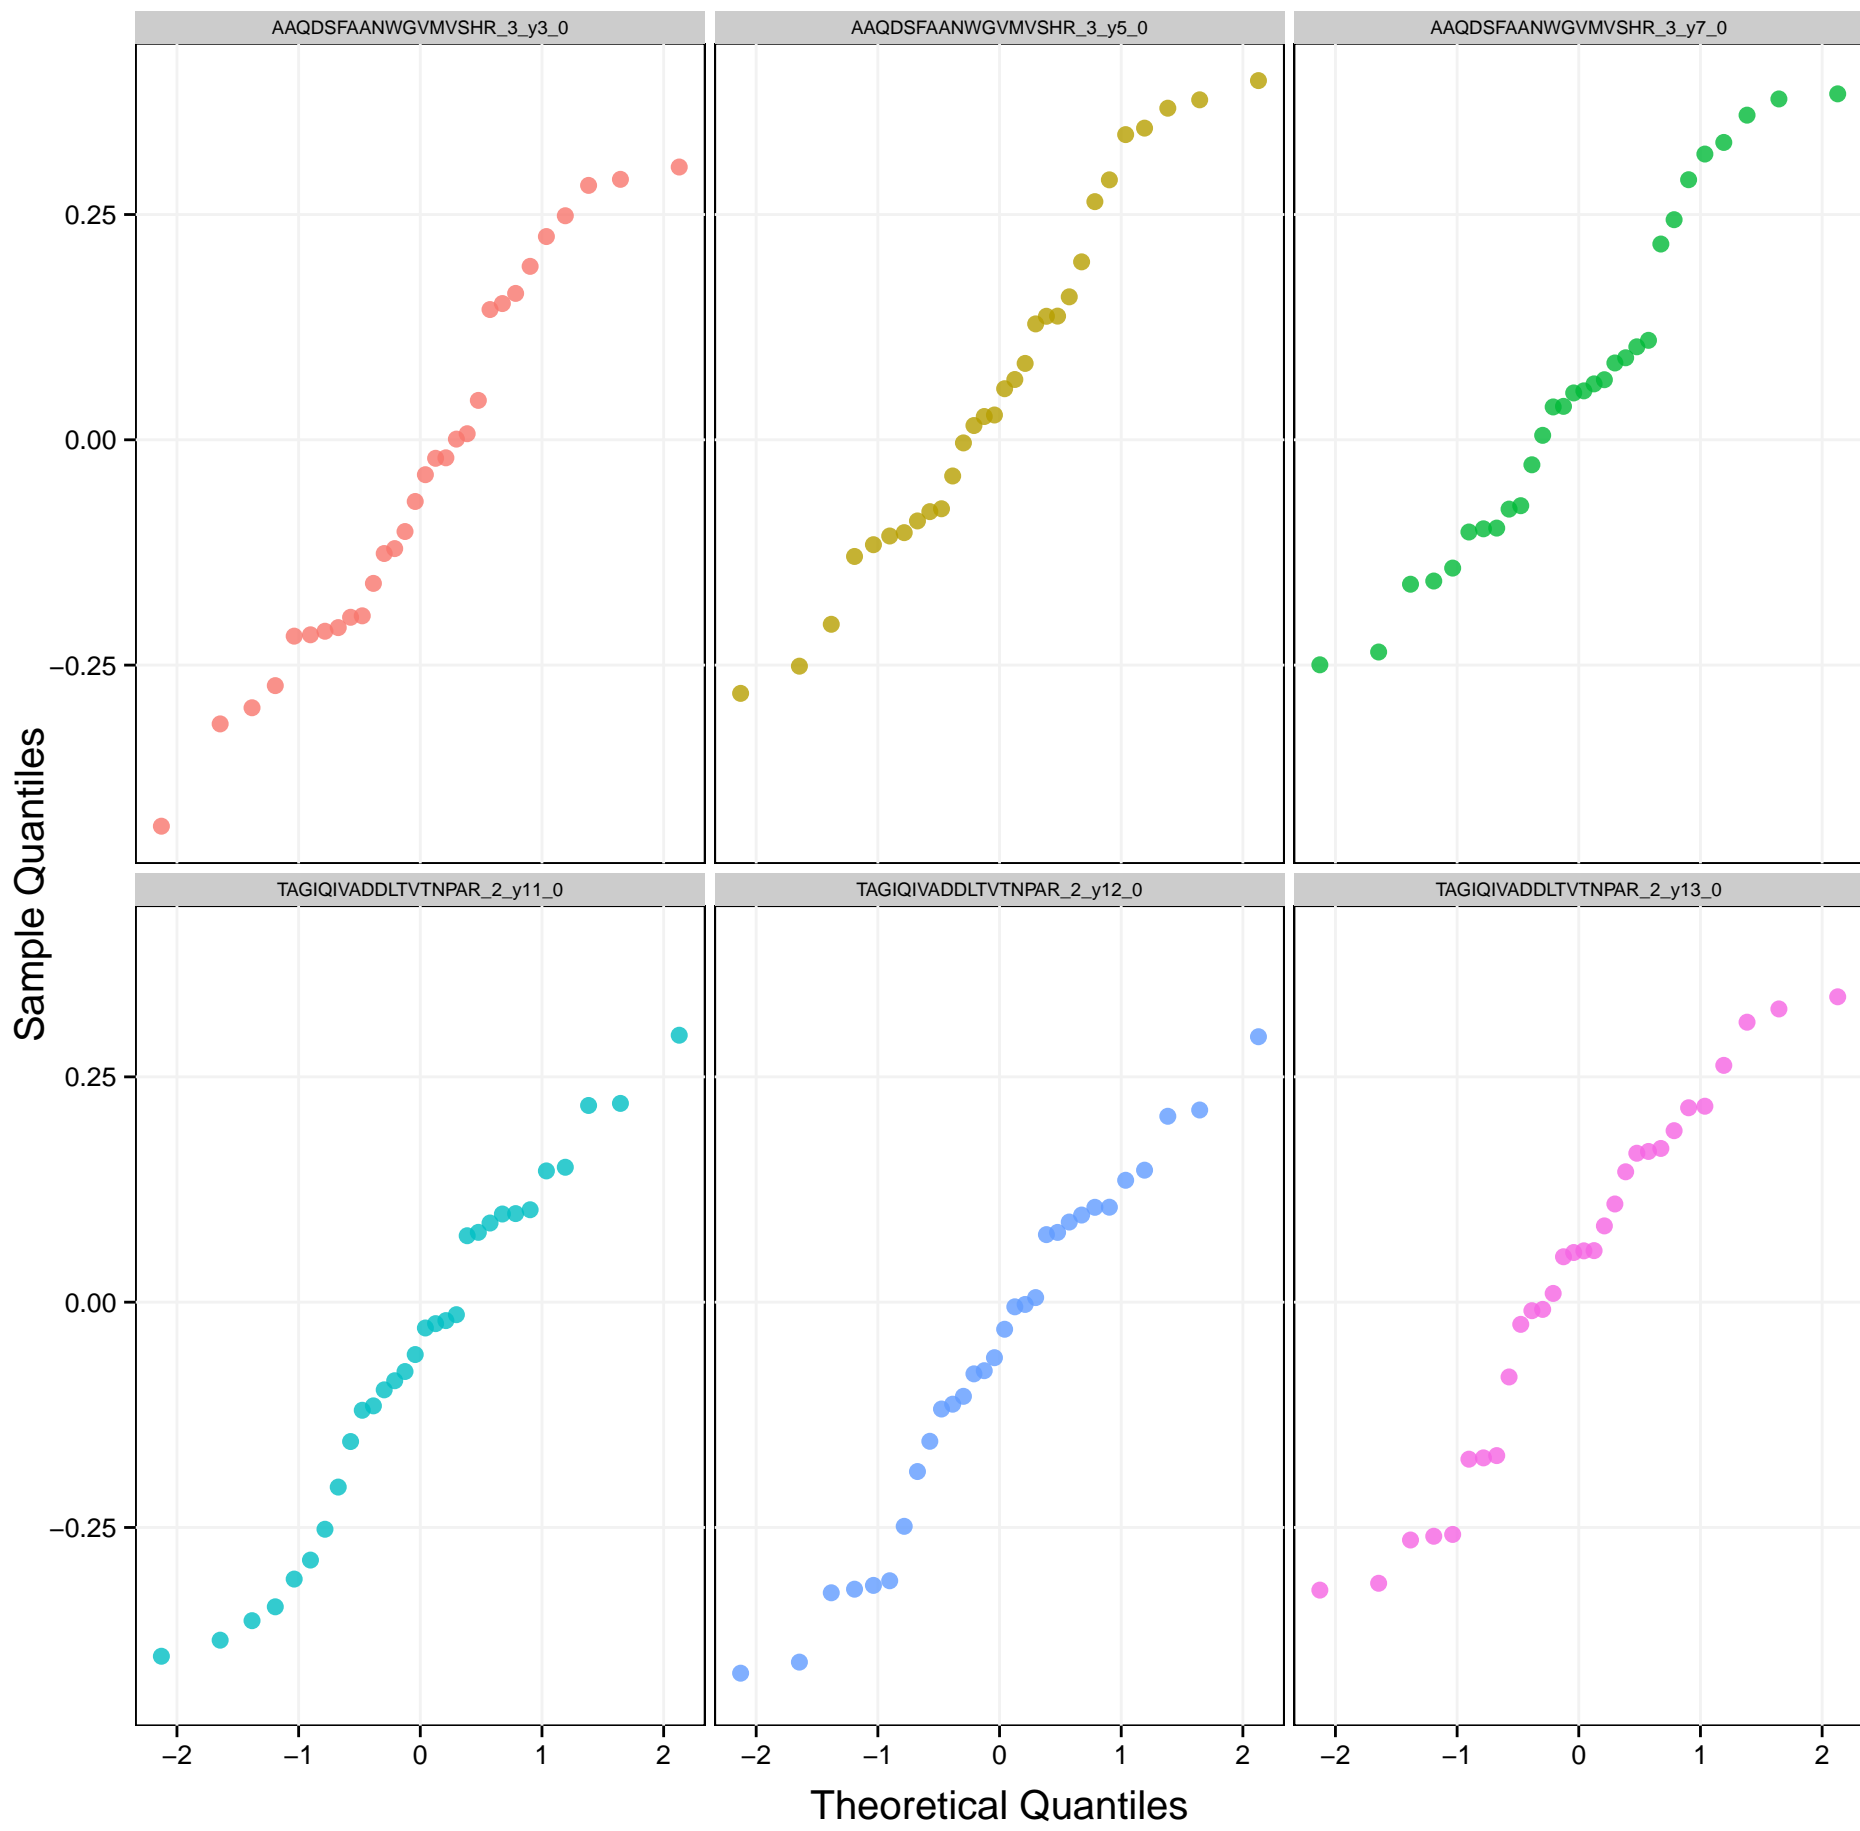 AAQDSFAANWGVMVSHR_3_y3_0
AAQDSFAANWGVMVSHR_3_y5_0
AAQDSFAANWGVMVSHR_3_y7_0
0.25
0.00
−0.25
Sample Quantiles
TAGIQIVADDLTVTNPAR_2_y11_0
TAGIQIVADDLTVTNPAR_2_y12_0
TAGIQIVADDLTVTNPAR_2_y13_0
0.25
0.00
−0.25
−2 −1 0 1 2
−2 −1 0 1 2
−2 −1 0 1 2
Theoretical Quantiles